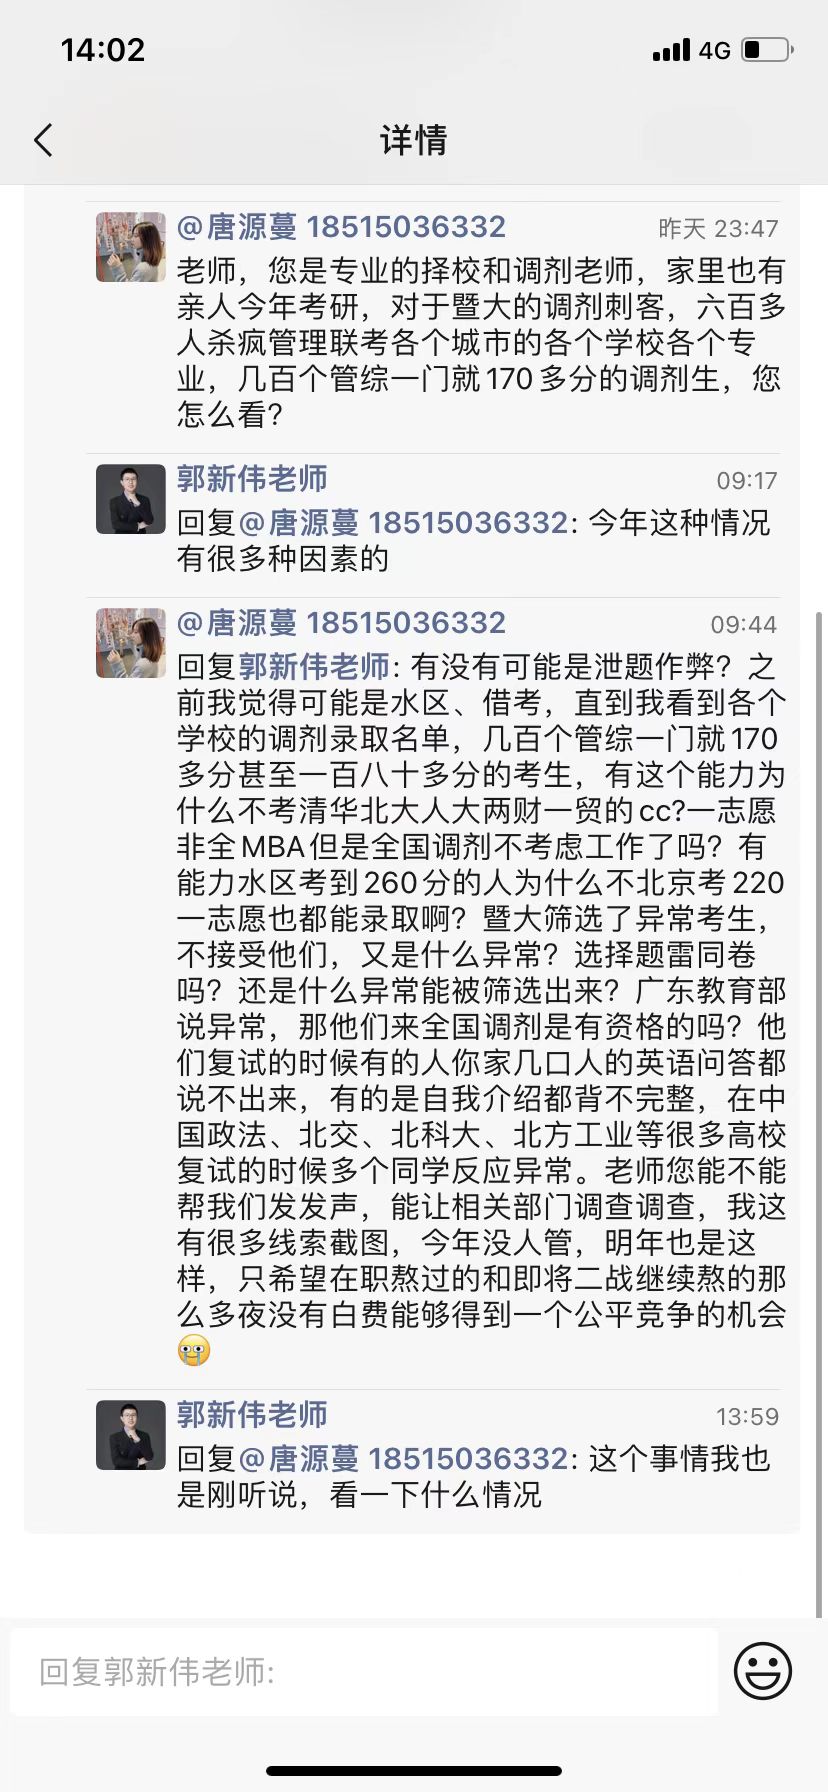 14:02
4G
详情
@唐源蔓 18515036332
昨天 23:47
老师，您是专业的择校和调剂老师，家里也有
亲人今年考研，对于暨大的调剂刺客，六百多
人杀疯管理联考各个城市的各个学校各个专
业，几百个管综一门就170多分的调剂生，您
怎么看?
郭新伟老师
09:17
回复@唐源蔓 18515036332: 今年这种情况
有很多种因素的
@唐源蔓 18515036332
09:44
回复郭新伟老师: 有没有可能是泄题作弊？之
前我觉得可能是水区、借考，直到我看到各个
学校的调剂录取名单，几百个管综一门就170
多分甚至一百八十多分的考生，有这个能力为
什么不考清华北大人大两财一贸的cc?一志愿
非全MBA但是全国调剂不考虑工作了吗？有
能力水区考到260分的人为什么不北京考220
一志愿也都能录取啊？暨大筛选了异常考生，
不接受他们，又是什么异常？选择题雷同卷
吗？还是什么异常能被筛选出来？广东教育部
说异常，那他们来全国调剂是有资格的吗？他
们复试的时候有的人你家几口人的英语问答都
说不出来，有的是自我介绍都背不完整，在中
国政法、北交、北科大、北方工业等很多高校
复试的时候多个同学反应异常。老师您能不能
帮我们发发声，能让相关部门调查调查，我这
有很多线索截图，今年没人管，明年也是这
样，只希望在职熬过的和即将二战继续熬的那
么多夜没有白费能够得到一个公平竞争的机会
😭
郭新伟老师
13:59
回复@唐源蔓 18515036332: 这个事情我也
是刚听说，看一下什么情况
回复郭新伟老师: